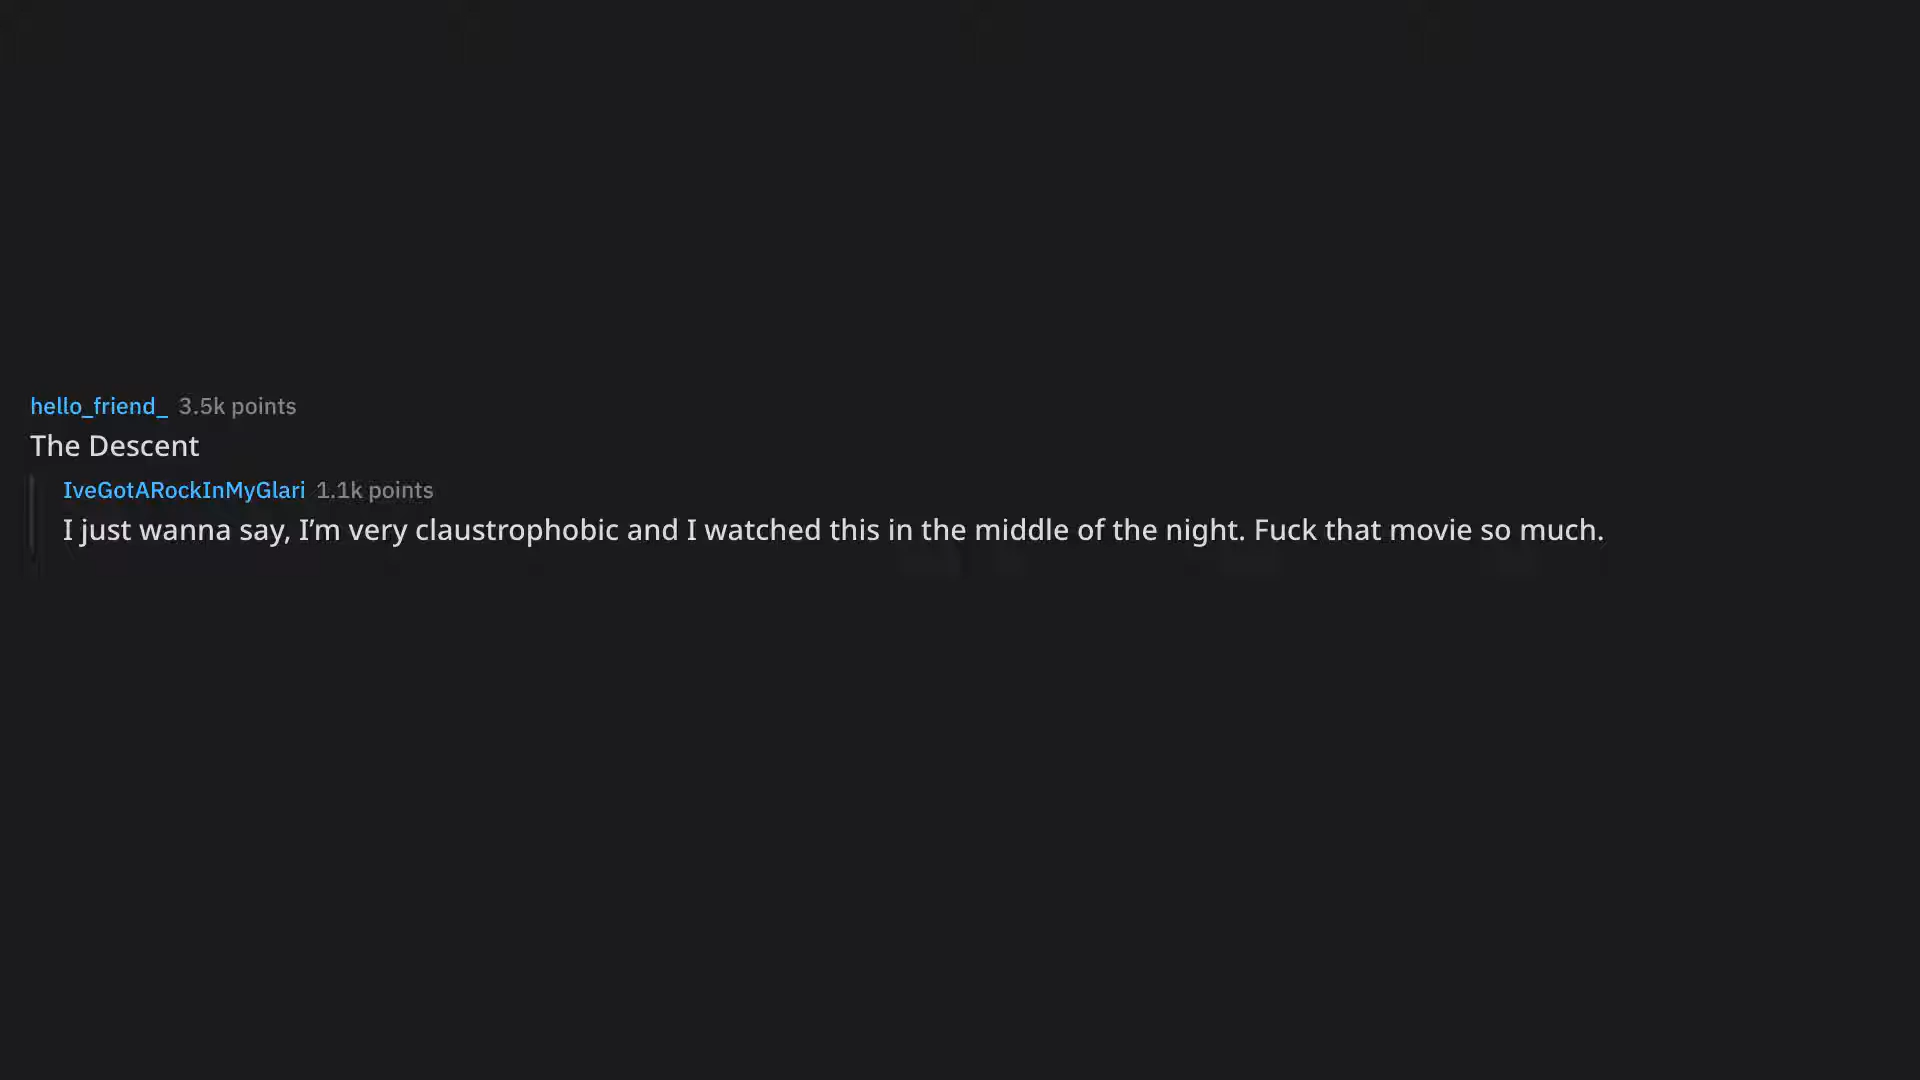 hello_friend_ 3.5k points
The Descent
IveGotARockInMyGlari 1.1k points
I just wanna say, I’m very claustrophobic and I watched this in the middle of the night. Fuck that movie so much.